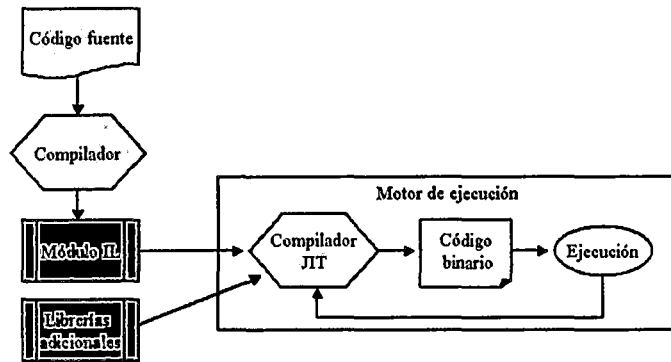 Código fuente
Compilador
Motor de ejecución
Módulo IL
Compilador
JIT
Código
binario
Ejecución
Librerías
adicionales